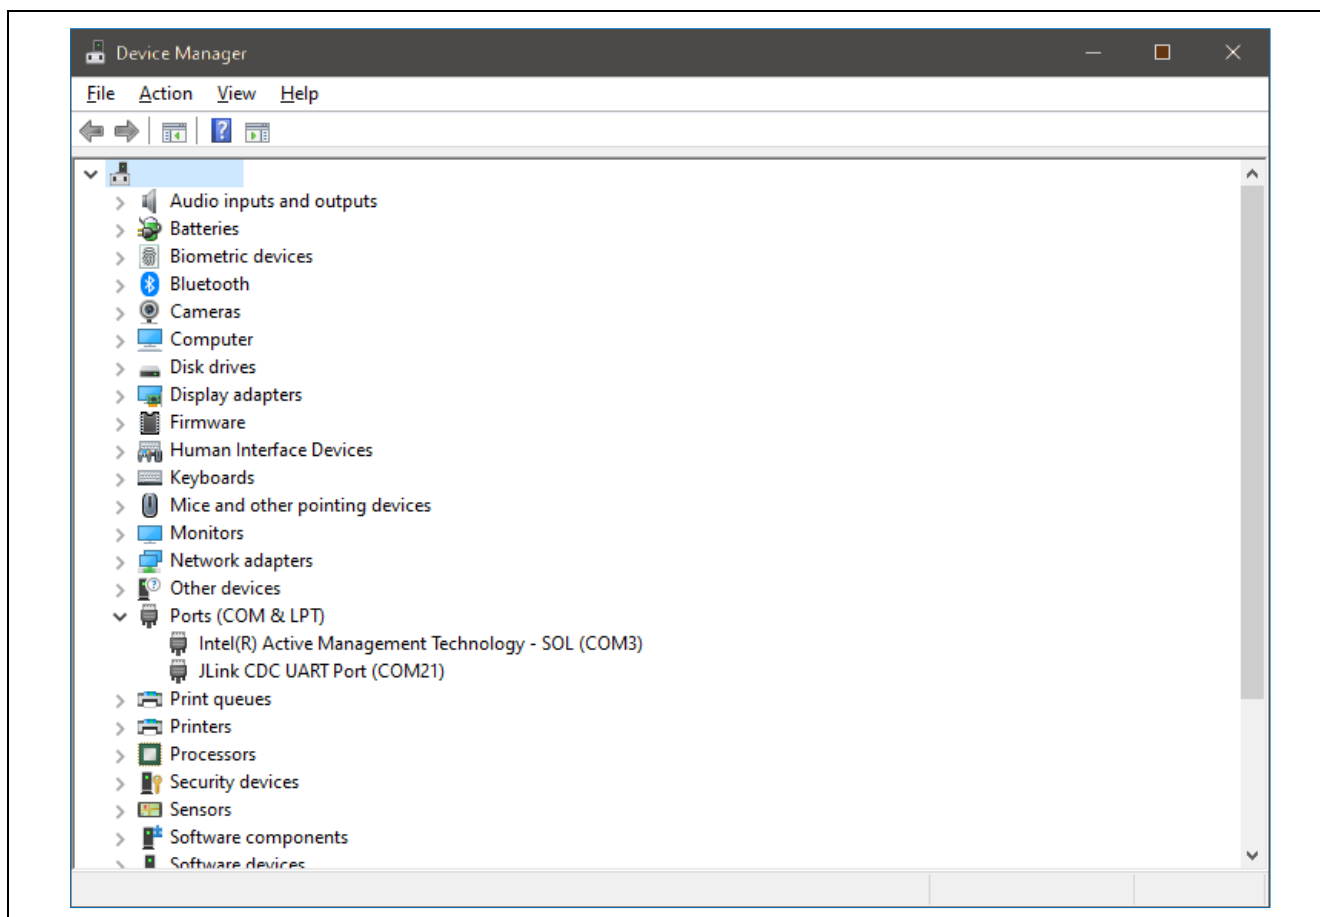 Device Manager
File Action View Help
Audio inputs and outputs
Batteries
Biometric devices
Bluetooth
Cameras
Computer
Disk drives
Display adapters
Firmware
Human Interface Devices
Keyboards
Mice and other pointing devices
Monitors
Network adapters
Other devices
Ports (COM & LPT)
Intel(R) Active Management Technology - SOL (COM3)
JLink CDC UART Port (COM21)
Print queues
Printers
Processors
Security devices
Sensors
Software components
Software devices